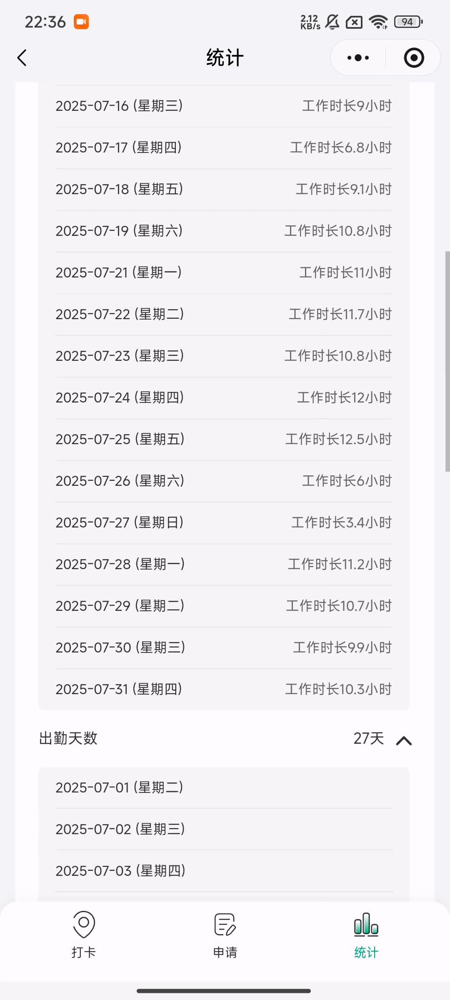 22:36
2.12
KB/s
94
统计
2025-07-16 (星期三) 工作时长9小时
2025-07-17 (星期四) 工作时长6.8小时
2025-07-18 (星期五) 工作时长9.1小时
2025-07-19 (星期六) 工作时长10.8小时
2025-07-21 (星期一) 工作时长11小时
2025-07-22 (星期二) 工作时长11.7小时
2025-07-23 (星期三) 工作时长10.8小时
2025-07-24 (星期四) 工作时长12小时
2025-07-25 (星期五) 工作时长12.5小时
2025-07-26 (星期六) 工作时长6小时
2025-07-27 (星期日) 工作时长3.4小时
2025-07-28 (星期一) 工作时长11.2小时
2025-07-29 (星期二) 工作时长10.7小时
2025-07-30 (星期三) 工作时长9.9小时
2025-07-31 (星期四) 工作时长10.3小时
出勤天数 27天
2025-07-01 (星期二)
2025-07-02 (星期三)
2025-07-03 (星期四)
打卡 申请 统计